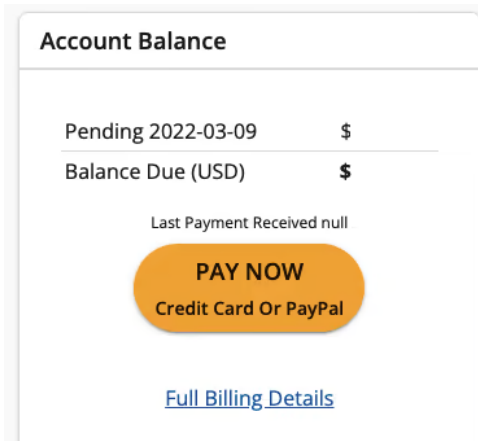 Account Balance
Pending 2022-03-09 $
Balance Due (USD) $
Last Payment Received null
PAY NOW
Credit Card Or PayPal
Full Billing Details